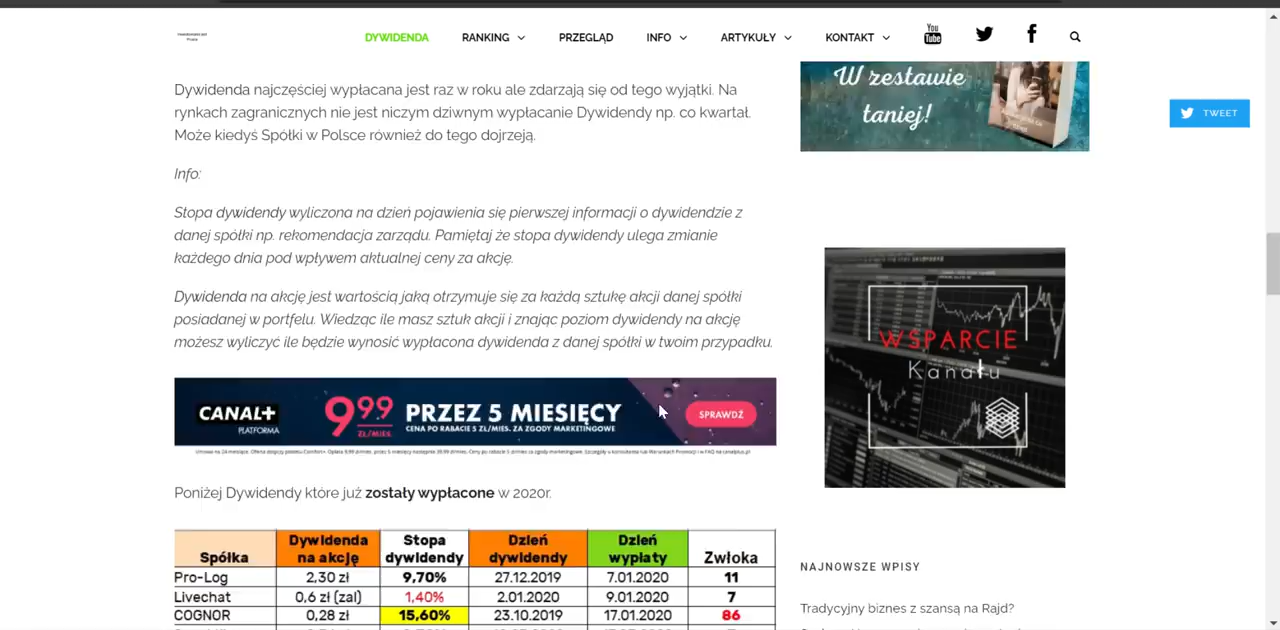 DYWIDENDA RANKING PRZEGLĄD INFO ARTYKUŁY KONTAKT You Tube
Dywidenda najczęściej wypłacana jest raz w roku ale zdarzają się od tego wyjątki. Na
rynkach zagranicznych nie jest niczym dziwnym wypłacanie Dywidendy np. co kwartał.
Może kiedyś Spółki w Polsce również do tego dojrzeją.
Info:
Stopa dywidendy wyliczona na dzień pojawienia się pierwszej informacji o dywidendzie z
danej spółki np. rekomendacja zarządu. Pamiętaj że stopa dywidendy ulega zmianie
każdego dnia pod wpływem aktualnej ceny za akcję.
Dywidenda na akcję jest wartością jaką otrzymuje się za każdą sztukę akcji danej spółki
posiadanej w portfelu. Wiedząc ile masz sztuk akcji i znając poziom dywidendy na akcję
możesz wyliczyć ile będzie wynosić wypłacona dywidenda z danej spółki w twoim przypadku.
CANAL+
PLATFORMA
999
ZŁ/MIES.
PRZEZ 5 MIESIĘCY
CENA PO RABACIE 5 ZŁ/MIES. ZA ZGODY MARKETINGOWE
SPRAWDŹ
Poniżej Dywidendy które już zostały wypłacone w 2020r.
Spółka Dywidenda na akcję Stopa dywidendy Dzień dywidendy Dzień wypłaty Zwłoka
Pro-Log 2,30 zł 9,70% 27.12.2019 7.01.2020 11
Livechat 0,6 zł (zal) 1,40% 2.01.2020 9.01.2020 7
COGNOR 0,28 zł 15,60% 23.10.2019 17.01.2020 86
W zestawie
taniej!
TWEET
WSPARCIE
Kanału
NAJNOWSZE WPISY
Tradycyjny biznes z szansą na Rajd?